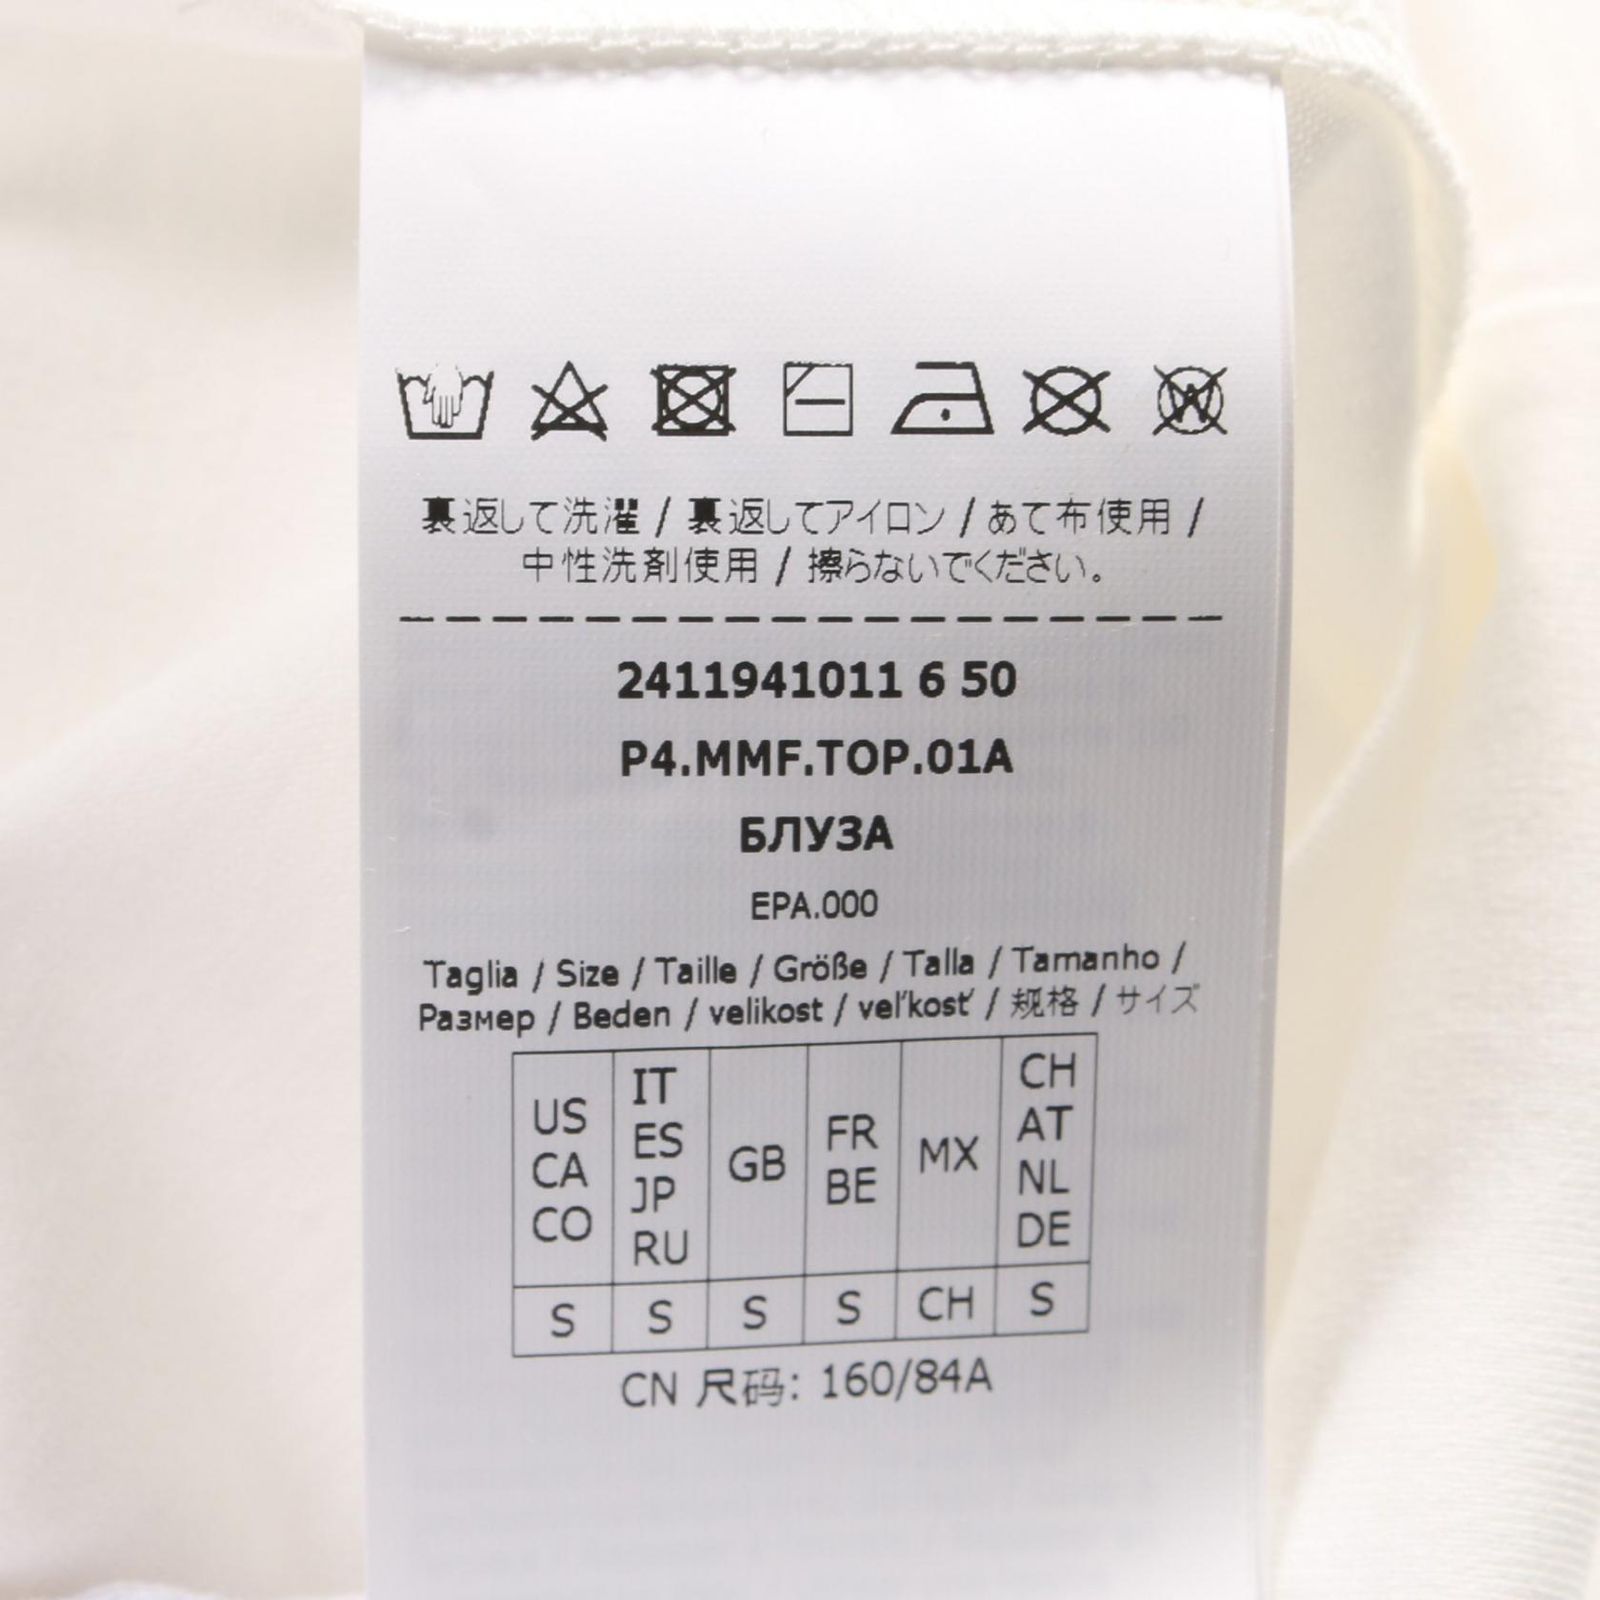 裏返して洗濯 / 裏返してアイロン / あて布使用 /
中性洗剤使用 / 擦らないでください。
2411941011 6 50
P4.MMF.TOP.01A
БЛУЗА
EPA.000
Taglia / Size / Taille / Größe / Talla / Tamanho /
Размер / Beden / velikost / veľkosť / 规格 / サイズ
US CA CO
IT ES JP RU
GB
FR BE
MX
CH AT NL DE
S S S S CH S
CN 尺码: 160/84A